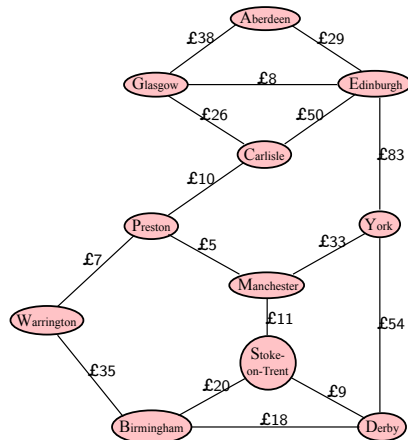 Aberdeen
£38
£29
Glasgow
£8
Edinburgh
£26
£50
Carlisle
£83
£10
Preston
York
£7
£5
£33
Manchester
Warrington
£11
£54
Stoke-
on-Trent
£35
£20
£9
Birmingham
£18
Derby